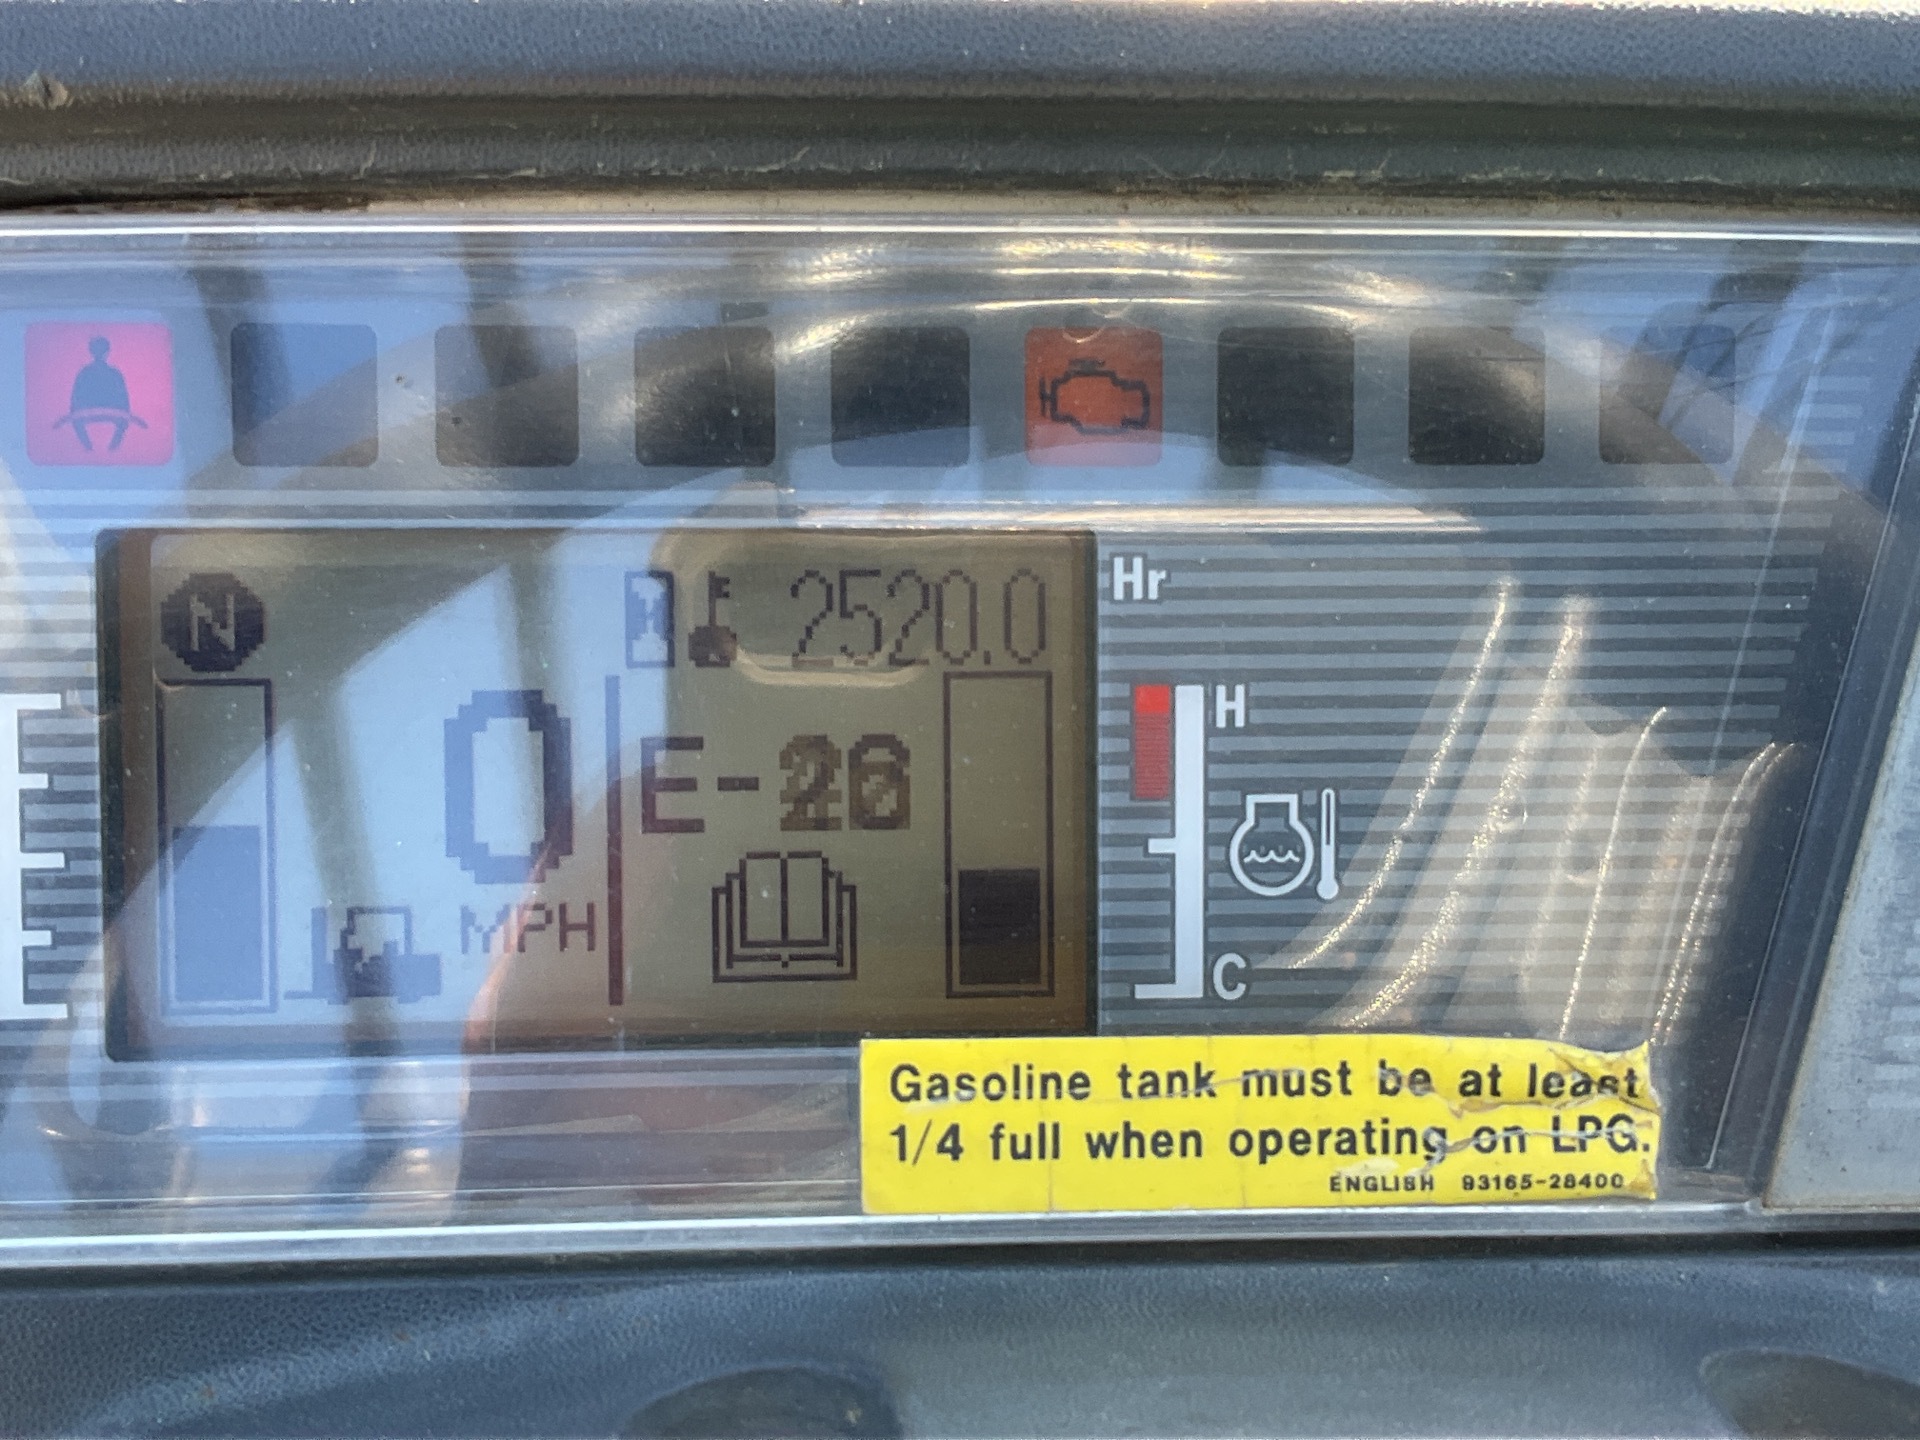 N 2520.0 Hr
0 E-
H
MPH
C
Gasoline tank must be at least
1/4 full when operating on LPG.
ENGLISH 93165-28400